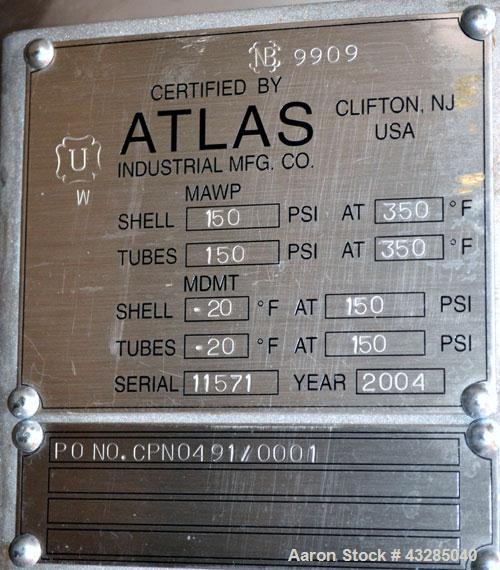 NB 9909
CERTIFIED BY
ATLAS
CLIFTON, NJ
USA
INDUSTRIAL MFG. CO.
U
W
MAWP
SHELL 150 PSI AT 350 °F
TUBES 150 PSI AT 350 °F
MDMT
SHELL -20 °F AT 150 PSI
TUBES -20 °F AT 150 PSI
SERIAL 11571 YEAR 2004
PO NO. CPN0491/0001
Aaron Stock # 43285040